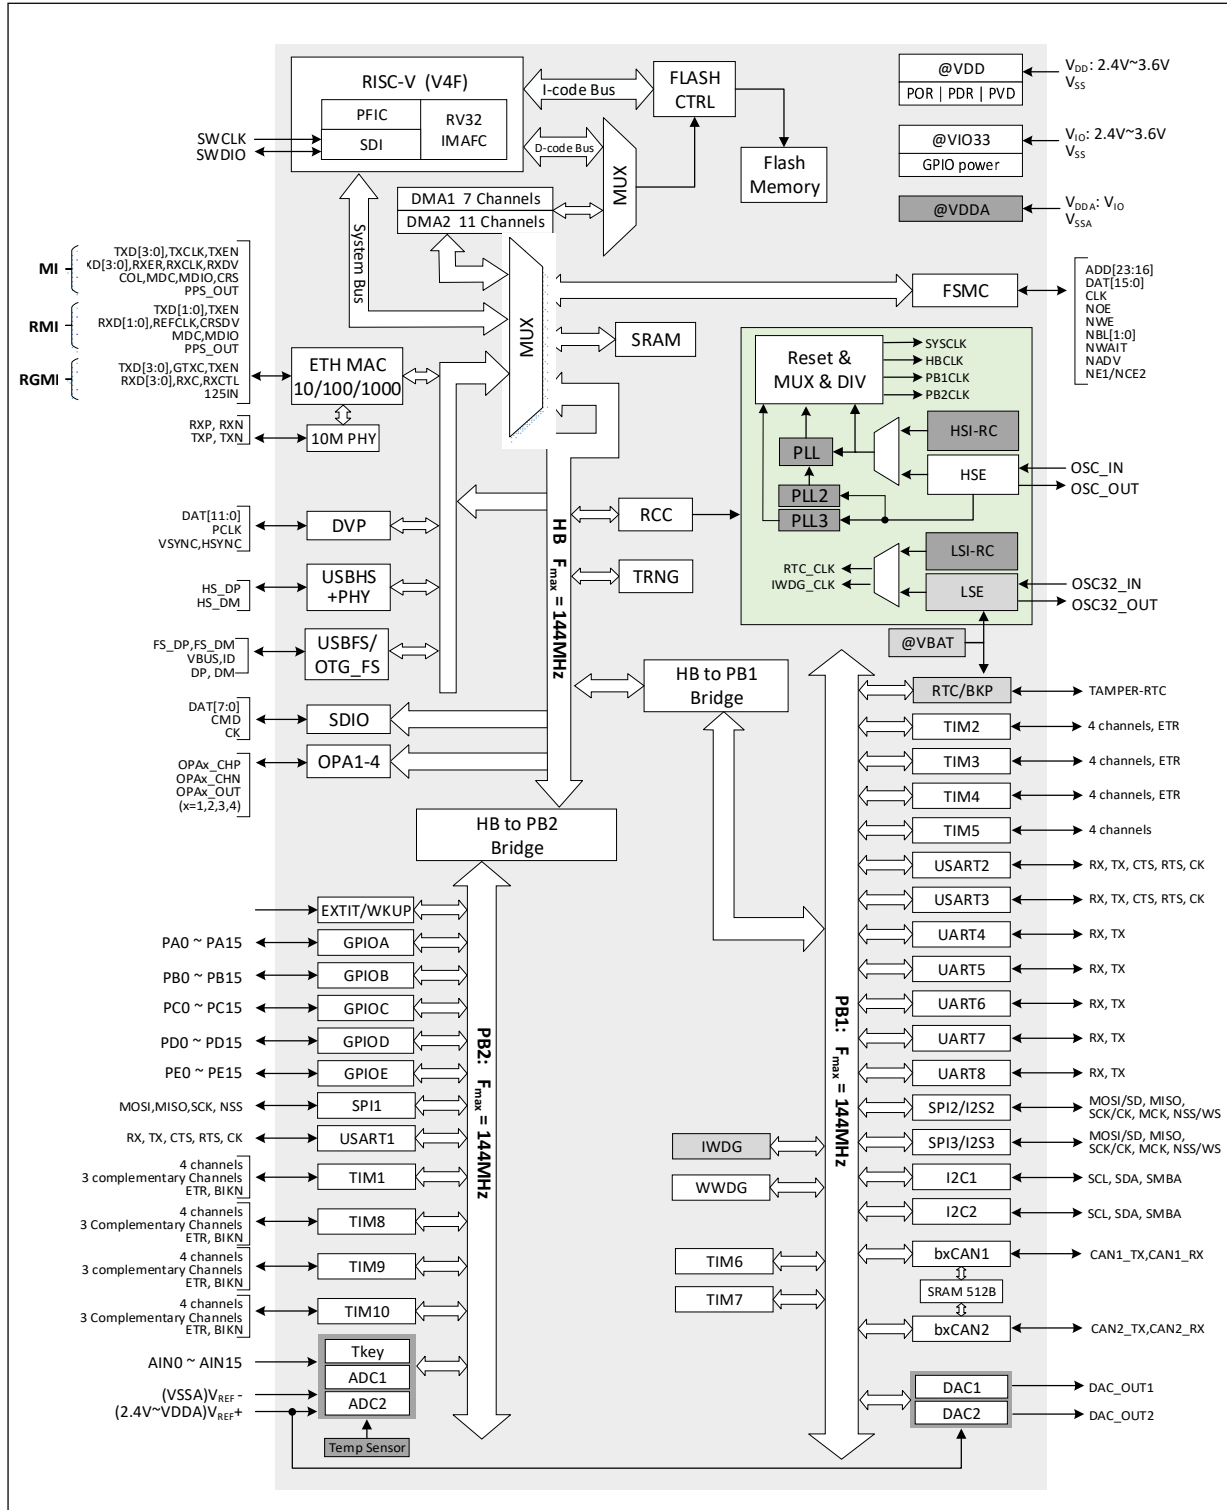 RISC-V (V4F)
PFIC
SDI
RV32
IMAFC
SWCLK
SWDIO
I-code Bus
D-code Bus
FLASH
CTRL
Flash
Memory
MUX
@VDD
POR | PDR | PVD
VDD: 2.4V~3.6V
VSS
@VIO33
GPIO power
VIO: 2.4V~3.6V
VSS
@VDDA
VDDA: VIO
VSSA
DMA1 7 Channels
DMA2 11 Channels
System Bus
MUX
MI
TXD[3:0],TXCLK,TXEN
XD[3:0],RXER,RXCLK,RXDV
COL,MDC,MDIO,CRS
PPS_OUT
RMI
TXD[1:0],TXEN
RXD[1:0],REFCLK,CRSDV
MDC,MDIO
PPS_OUT
RGMI
TXD[3:0],GTXC,TXEN
RXD[3:0],RXC,RXCTL
125IN
ETH MAC
10/100/1000
RXP, RXN
TXP, TXN
10M PHY
FSMC
ADD[23:16]
DAT[15:0]
CLK
NOE
NWE
NBL[1:0]
NWAIT
NADV
NE1/NCE2
SRAM
Reset &
MUX & DIV
SYSCLK
HBCLK
PB1CLK
PB2CLK
HSI-RC
PLL
HSE
OSC_IN
OSC_OUT
PLL2
PLL3
LSI-RC
RTC_CLK
IWDG_CLK
LSE
OSC32_IN
OSC32_OUT
@VBAT
DAT[11:0]
PCLK
VSYNC,HSYNC
DVP
HS_DP
HS_DM
USBHS
+PHY
FS_DP,FS_DM
VBUS,ID
DP, DM
USBFS/
OTG_FS
DAT[7:0]
CMD
CK
SDIO
OPAx_CHP
OPAx_CHN
OPAx_OUT
(x=1,2,3,4)
OPA1-4
HB Fmax = 144MHz
RCC
TRNG
HB to PB1
Bridge
HB to PB2
Bridge
RTC/BKP
TAMPER-RTC
TIM2
4 channels, ETR
TIM3
4 channels, ETR
TIM4
4 channels, ETR
TIM5
4 channels
USART2
RX, TX, CTS, RTS, CK
USART3
RX, TX, CTS, RTS, CK
UART4
RX, TX
UART5
RX, TX
UART6
RX, TX
UART7
RX, TX
UART8
RX, TX
SPI2/I2S2
MOSI/SD, MISO,
SCK/CK, MCK, NSS/WS
SPI3/I2S3
MOSI/SD, MISO,
SCK/CK, MCK, NSS/WS
I2C1
SCL, SDA, SMBA
I2C2
SCL, SDA, SMBA
bxCAN1
CAN1_TX,CAN1_RX
SRAM 512B
bxCAN2
CAN2_TX,CAN2_RX
DAC1
DAC_OUT1
DAC2
DAC_OUT2
PB1: Fmax = 144MHz
IWDG
WWDG
TIM6
TIM7
PB2: Fmax = 144MHz
EXTIT/WKUP
PA0 ~ PA15
GPIOA
PB0 ~ PB15
GPIOB
PC0 ~ PC15
GPIOC
PD0 ~ PD15
GPIOD
PE0 ~ PE15
GPIOE
MOSI,MISO,SCK, NSS
SPI1
RX, TX, CTS, RTS, CK
USART1
4 channels
3 complementary Channels
ETR, BIKN
TIM1
4 channels
3 Complementary Channels
ETR, BIKN
TIM8
4 channels
3 complementary Channels
ETR, BIKN
TIM9
4 channels
3 Complementary Channels
ETR, BIKN
TIM10
AIN0 ~ AIN15
Tkey
ADC1
ADC2
(VSSA)VREF -
(2.4V~VDDA)VREF+
Temp Sensor